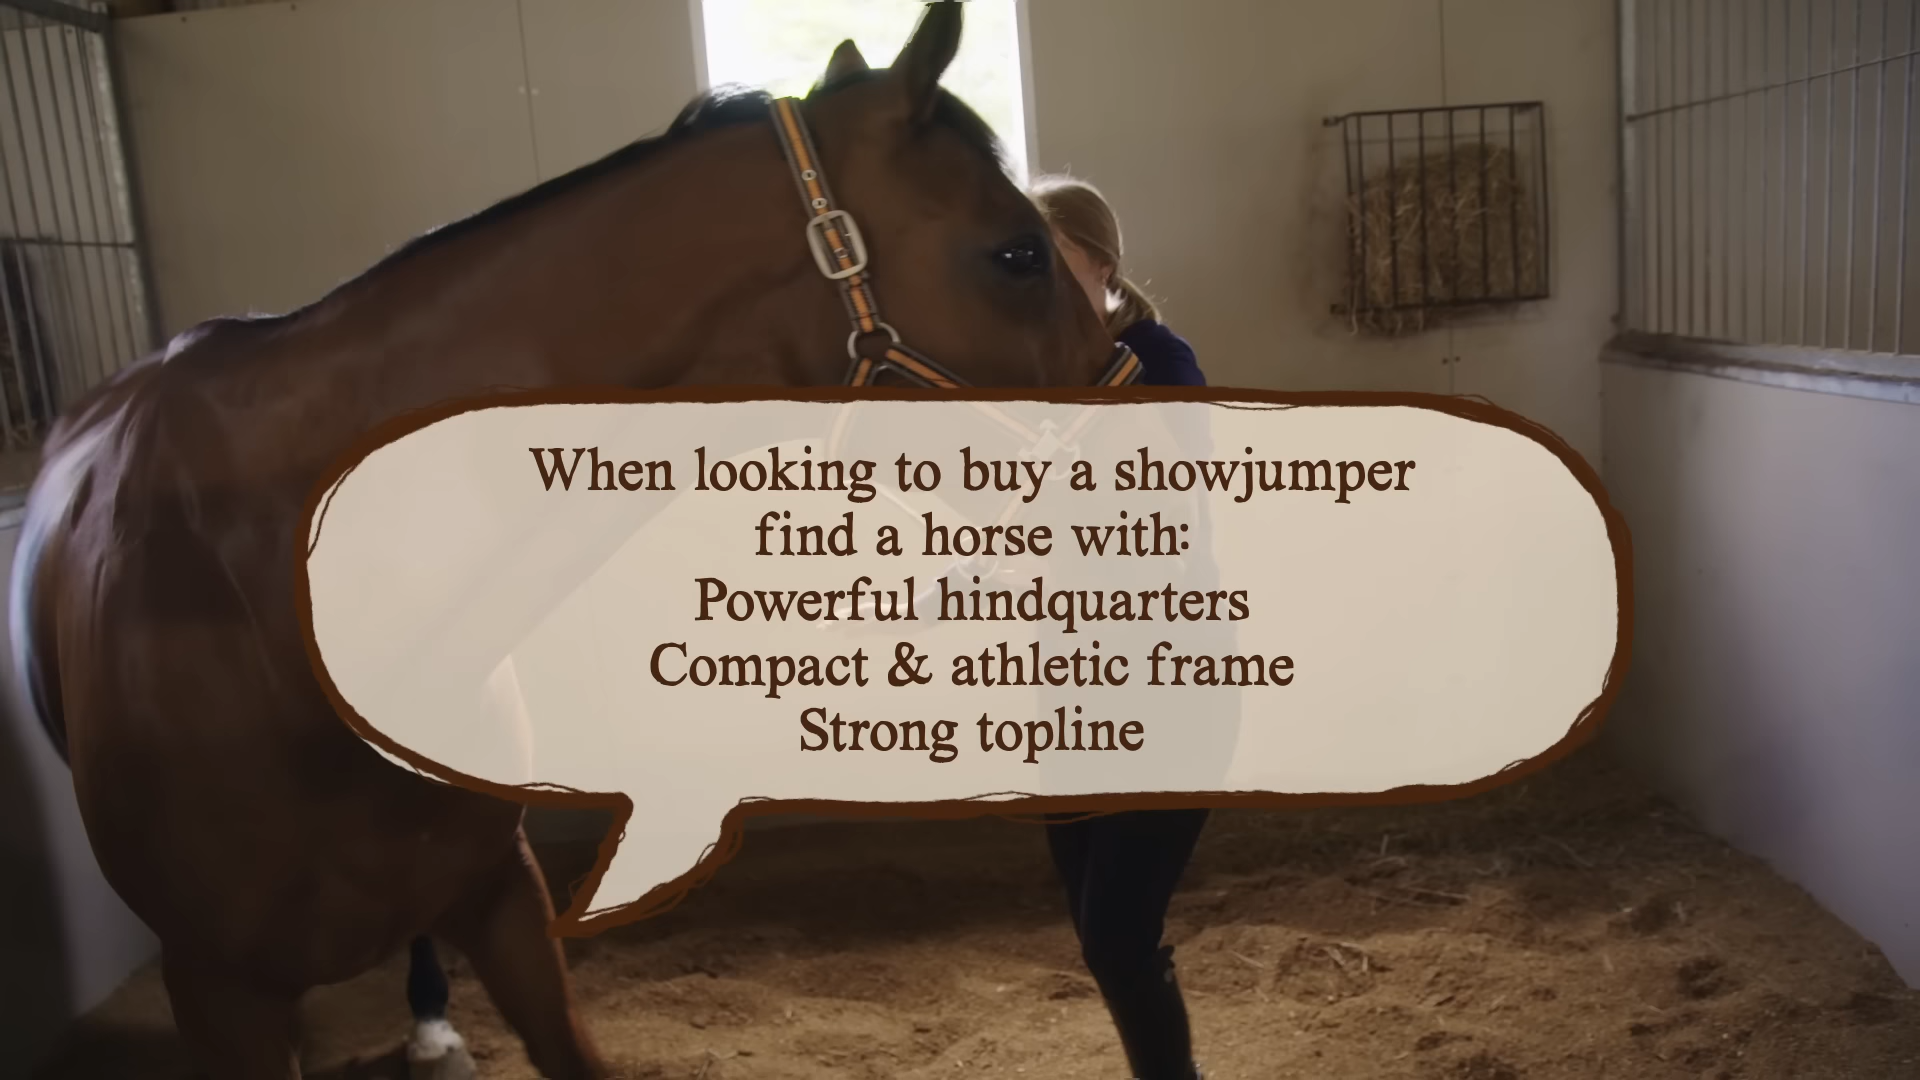 When looking to buy a showjumper
find a horse with:
Powerful hindquarters
Compact & athletic frame
Strong topline